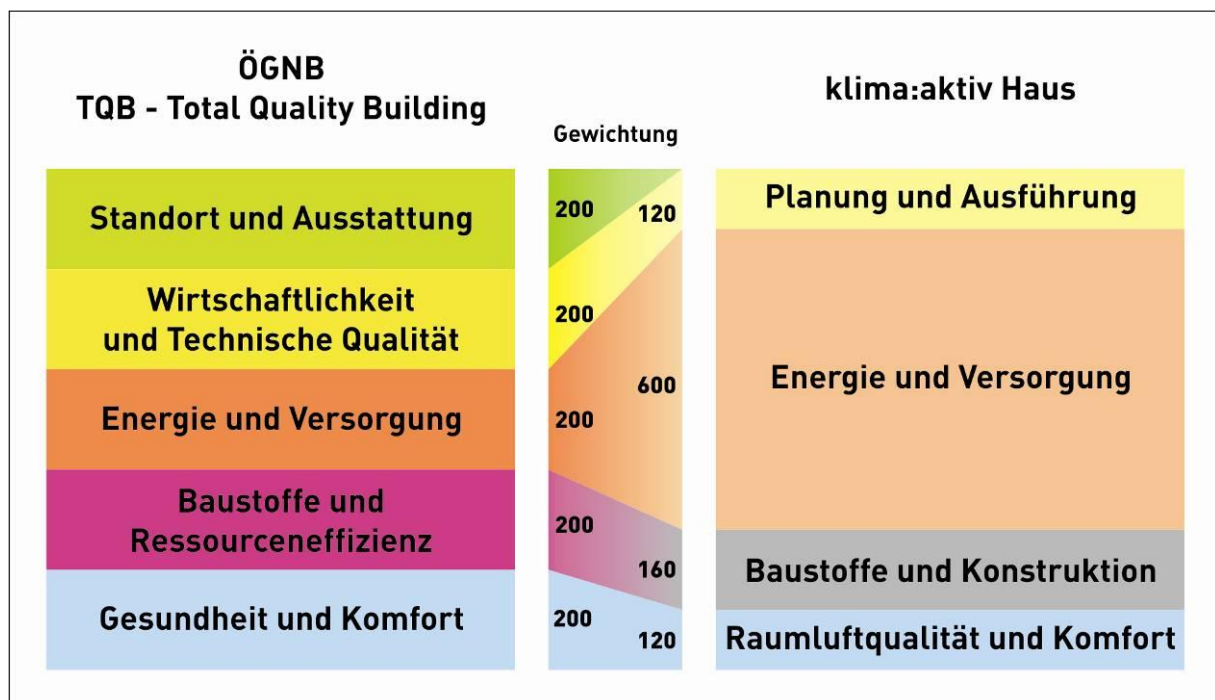 ÖGNB
TQB - Total Quality Building
Gewichtung
klima:aktiv Haus
Standort und Ausstattung
Wirtschaftlichkeit
und Technische Qualität
Energie und Versorgung
Baustoffe und
Ressourceneffizienz
Gesundheit und Komfort
200
200
200
200
200
120
600
160
120
Planung und Ausführung
Energie und Versorgung
Baustoffe und Konstruktion
Raumluftqualität und Komfort